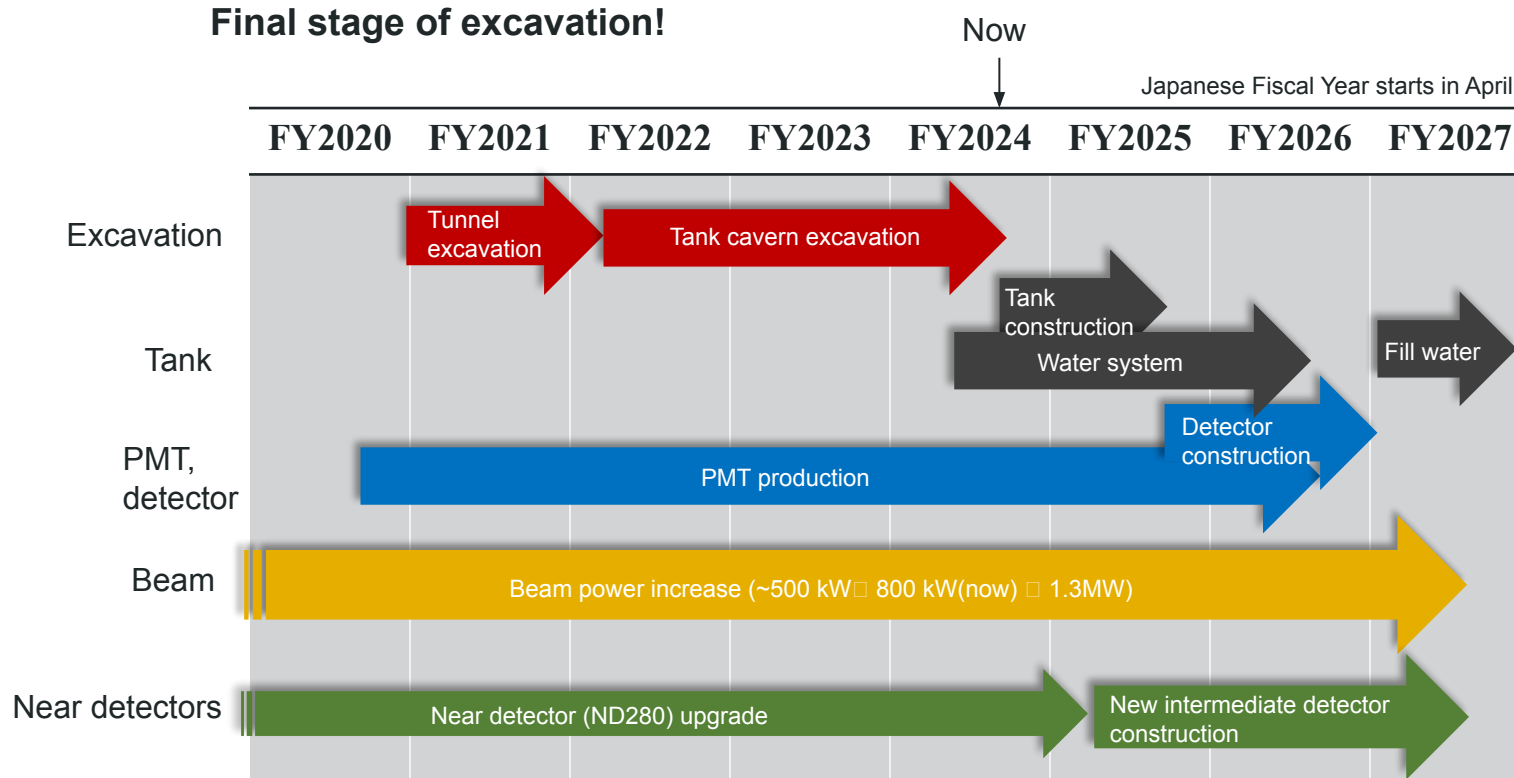 Final stage of excavation!
Now
Japanese Fiscal Year starts in April
FY2020 FY2021 FY2022 FY2023 FY2024 FY2025 FY2026 FY2027
Excavation
Tunnel
excavation
Tank cavern excavation
Tank
Tank
construction
Water system
Fill water
PMT,
detector
PMT production
Detector
construction
Beam
Beam power increase (~500 kW□ 800 kW(now) □ 1.3MW)
Near detectors
Near detector (ND280) upgrade
New intermediate detector
construction